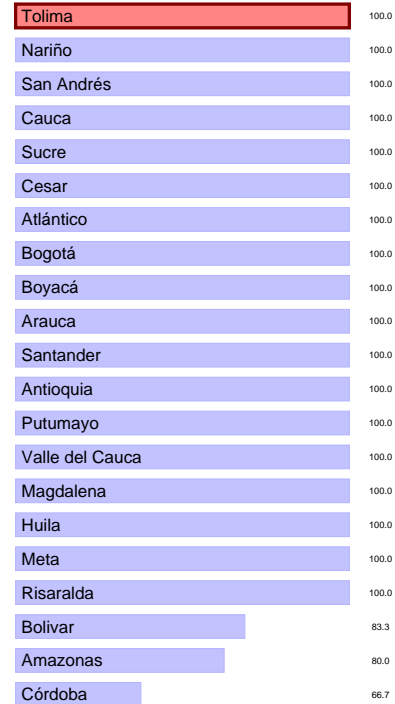 Tolima 100.0
Nariño 100.0
San Andrés 100.0
Cauca 100.0
Sucre 100.0
Cesar 100.0
Atlántico 100.0
Bogotá 100.0
Boyacá 100.0
Arauca 100.0
Santander 100.0
Antioquia 100.0
Putumayo 100.0
Valle del Cauca 100.0
Magdalena 100.0
Huila 100.0
Meta 100.0
Risaralda 100.0
Bolivar 83.3
Amazonas 80.0
Córdoba 66.7